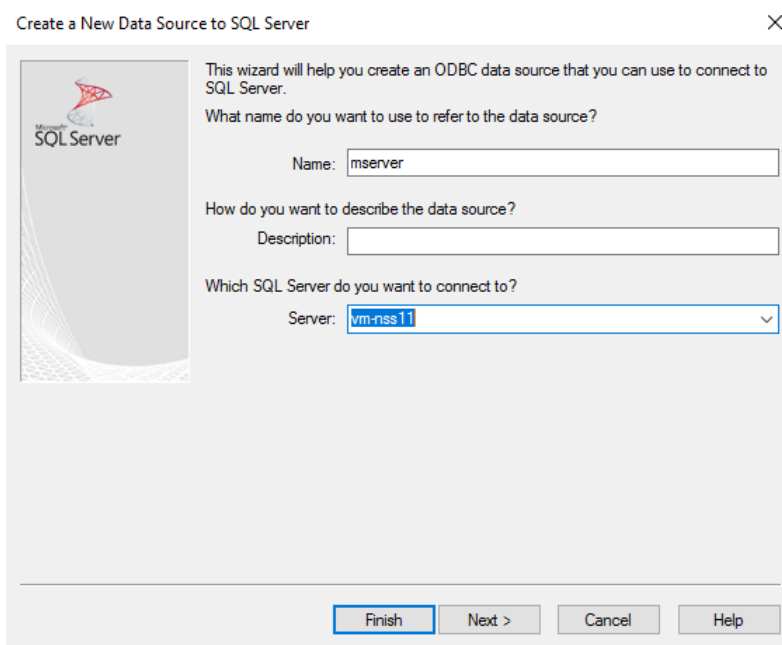 Create a New Data Source to SQL Server
Microsoft
SQL Server
This wizard will help you create an ODBC data source that you can use to connect to
SQL Server.
What name do you want to use to refer to the data source?
Name: mserver
How do you want to describe the data source?
Description:
Which SQL Server do you want to connect to?
Server: vm-nss11
Finish Next > Cancel Help